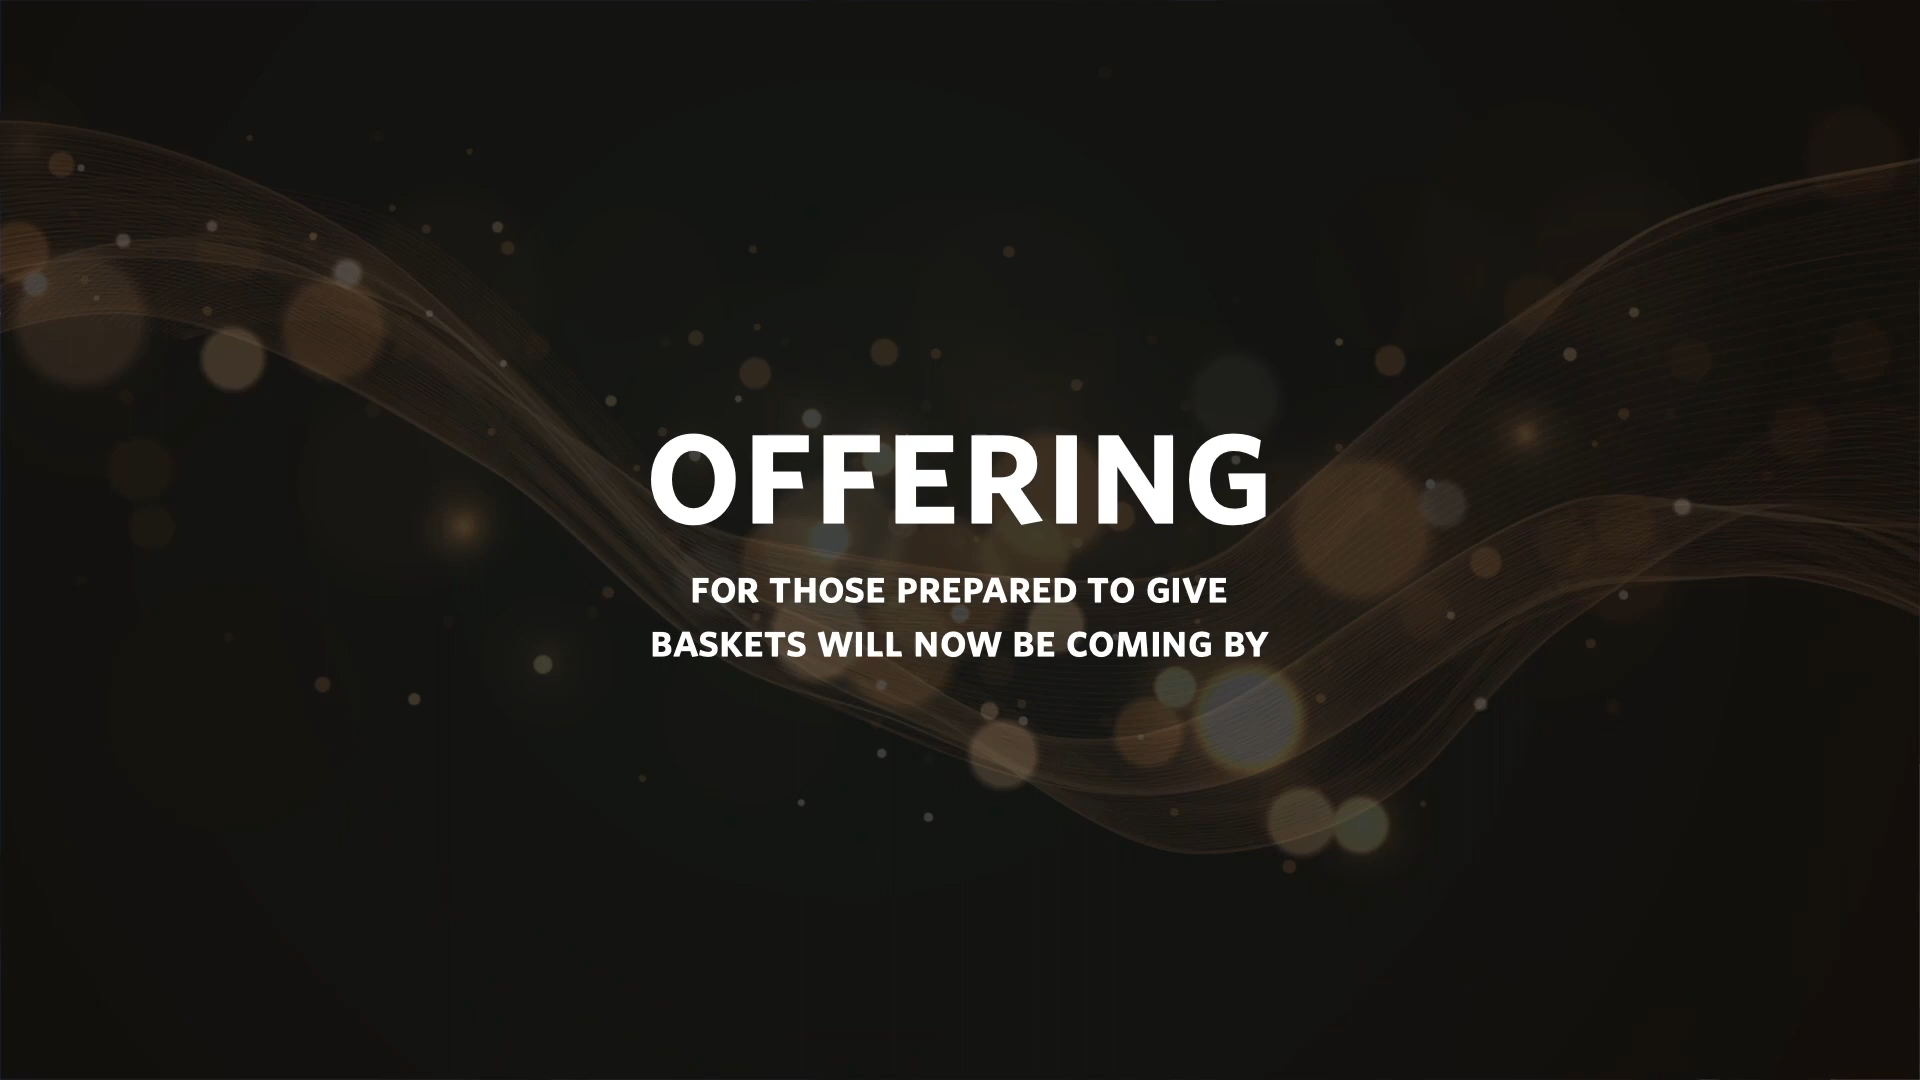 OFFERING
FOR THOSE PREPARED TO GIVE
BASKETS WILL NOW BE COMING BY